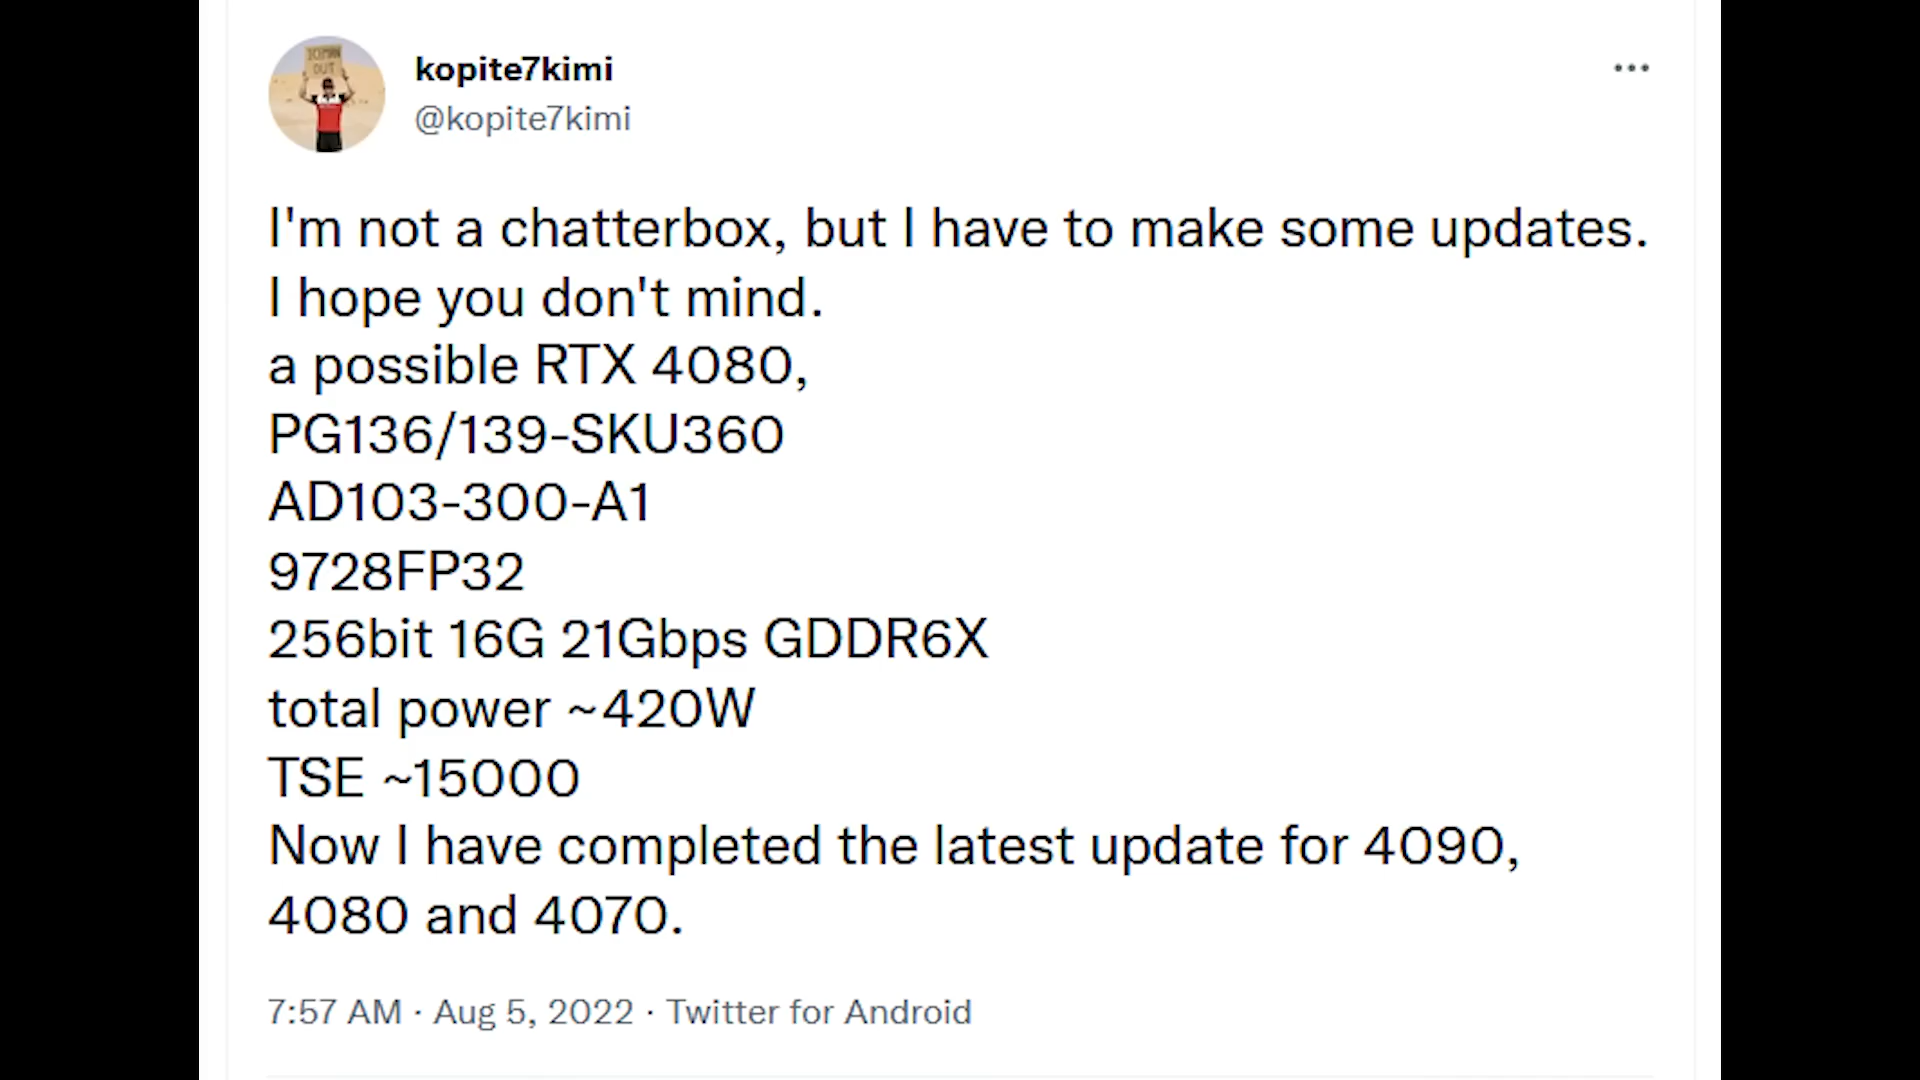 ICEMAN
OUT
kopite7kimi
@kopite7kimi
I'm not a chatterbox, but I have to make some updates.
I hope you don't mind.
a possible RTX 4080,
PG136/139-SKU360
AD103-300-A1
9728FP32
256bit 16G 21Gbps GDDR6X
total power ~420W
TSE ~15000
Now I have completed the latest update for 4090,
4080 and 4070.
7:57 AM · Aug 5, 2022 · Twitter for Android